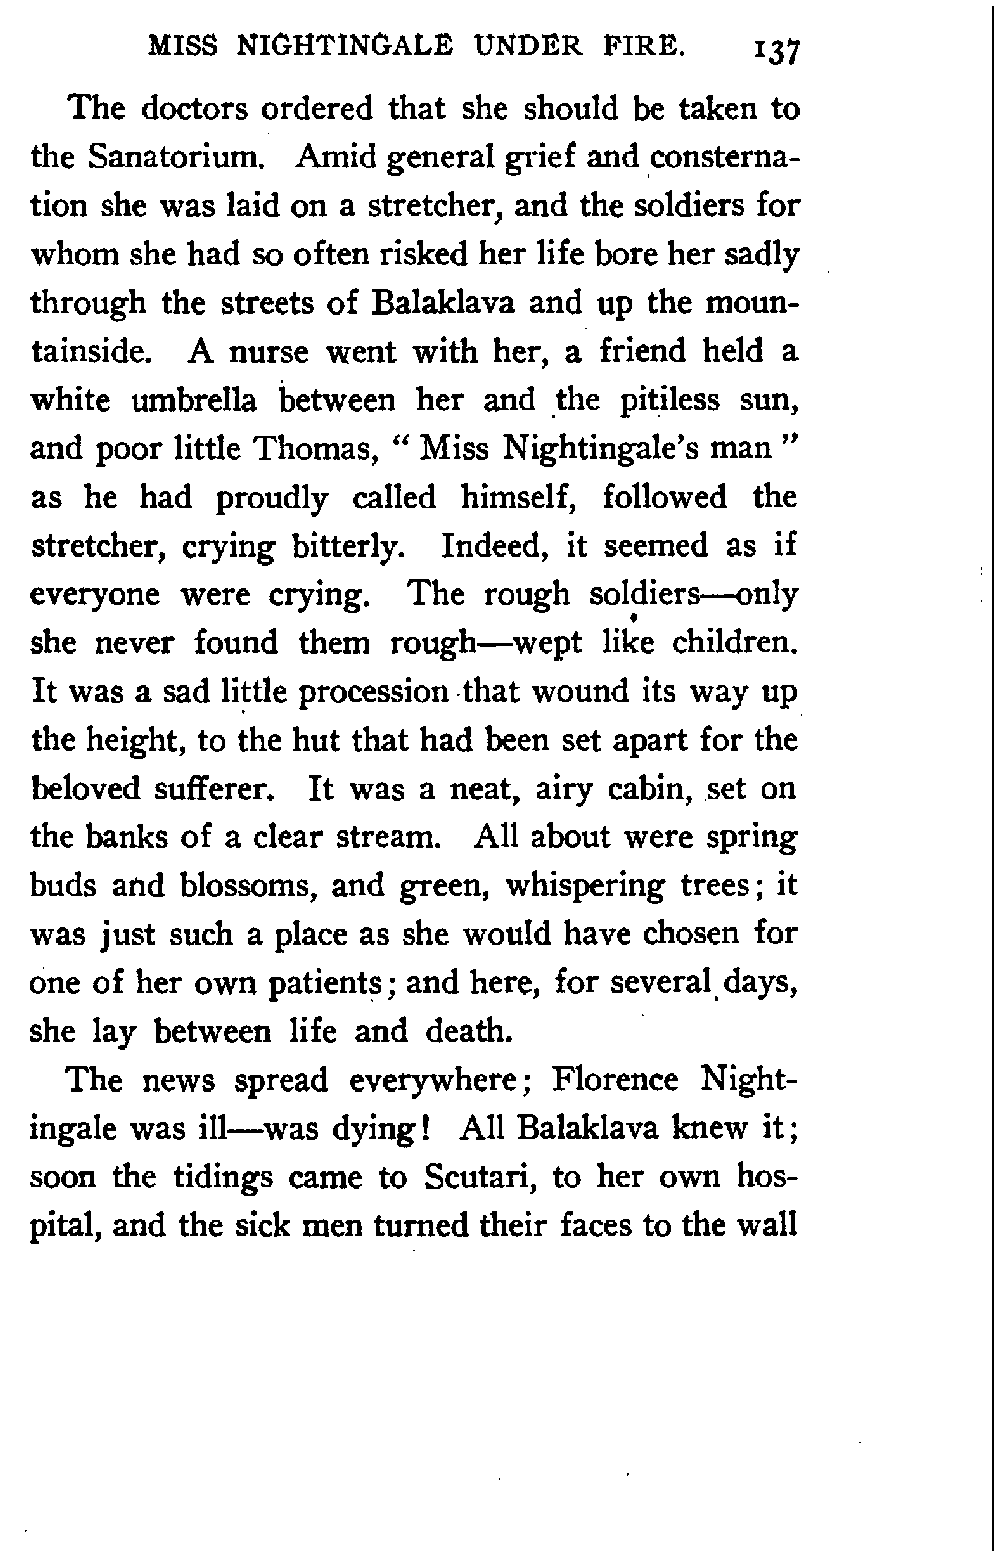 MISS NIGHTINGALE UNDER FIRE. 137
The doctors ordered that she should be taken to
the Sanatorium. Amid general grief and consterna-
tion she was laid on a stretcher, and the soldiers for
whom she had so often risked her life bore her sadly
through the streets of Balaklava and up the moun-
tainside. A nurse went with her, a friend held a
white umbrella between her and the pitiless sun,
and poor little Thomas, “ Miss Nightingale’s man ”
as he had proudly called himself, followed the
stretcher, crying bitterly. Indeed, it seemed as if
everyone were crying. The rough soldiers—only
she never found them rough—wept like children.
It was a sad little procession that wound its way up
the height, to the hut that had been set apart for the
beloved sufferer. It was a neat, airy cabin, set on
the banks of a clear stream. All about were spring
buds and blossoms, and green, whispering trees; it
was just such a place as she would have chosen for
one of her own patients; and here, for several days,
she lay between life and death.
The news spread everywhere; Florence Night-
ingale was ill—was dying! All Balaklava knew it;
soon the tidings came to Scutari, to her own hos-
pital, and the sick men turned their faces to the wall